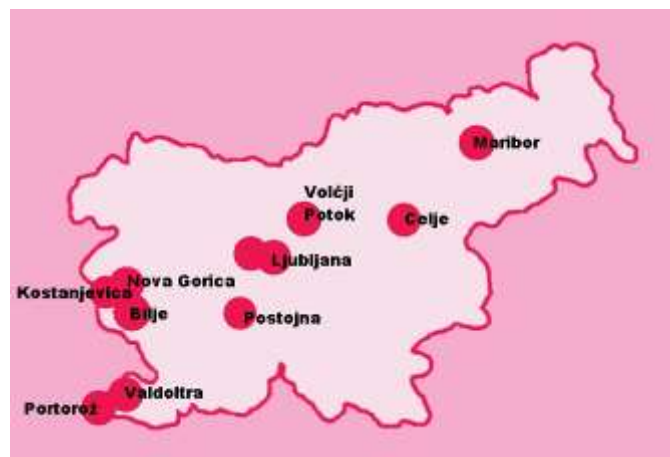 Maribor
Volčji
Potok
Celje
Ljubljana
Nova Gorica
Kostanjevica
Bilje
Postojna
Valdoltra
Portorož